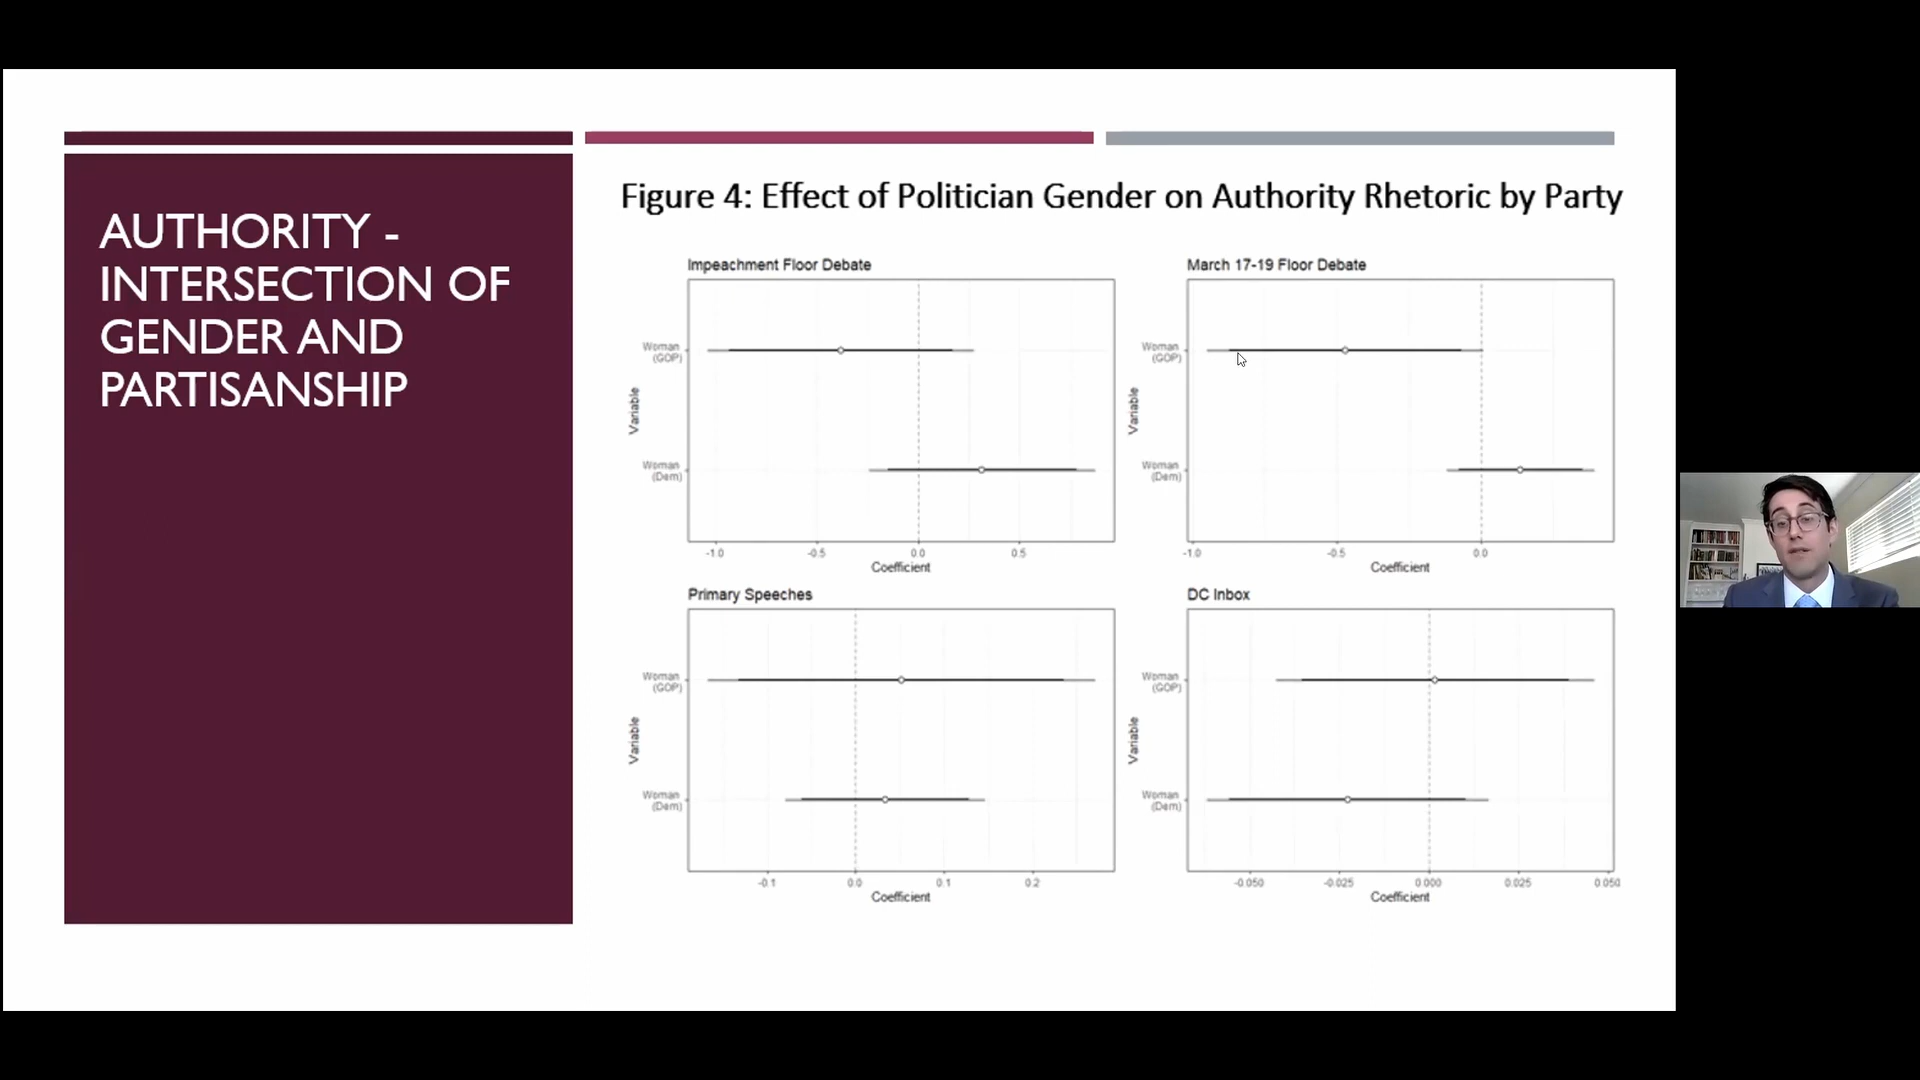 AUTHORITY -
INTERSECTION OF
GENDER AND
PARTISANSHIP
Figure 4: Effect of Politician Gender on Authority Rhetoric by Party
Impeachment Floor Debate
Variable
Woman
(GOP)
Woman
(Dem)
-1.0 -0.5 0.0 0.5
Coefficient
March 17-19 Floor Debate
Variable
Woman
(GOP)
Woman
(Dem)
-1.0 -0.5 0.0
Coefficient
Primary Speeches
Variable
Woman
(GOP)
Woman
(Dem)
-0.1 0.0 0.1 0.2
Coefficient
DC Inbox
Variable
Woman
(GOP)
Woman
(Dem)
-0.050 -0.025 0.000 0.025 0.050
Coefficient